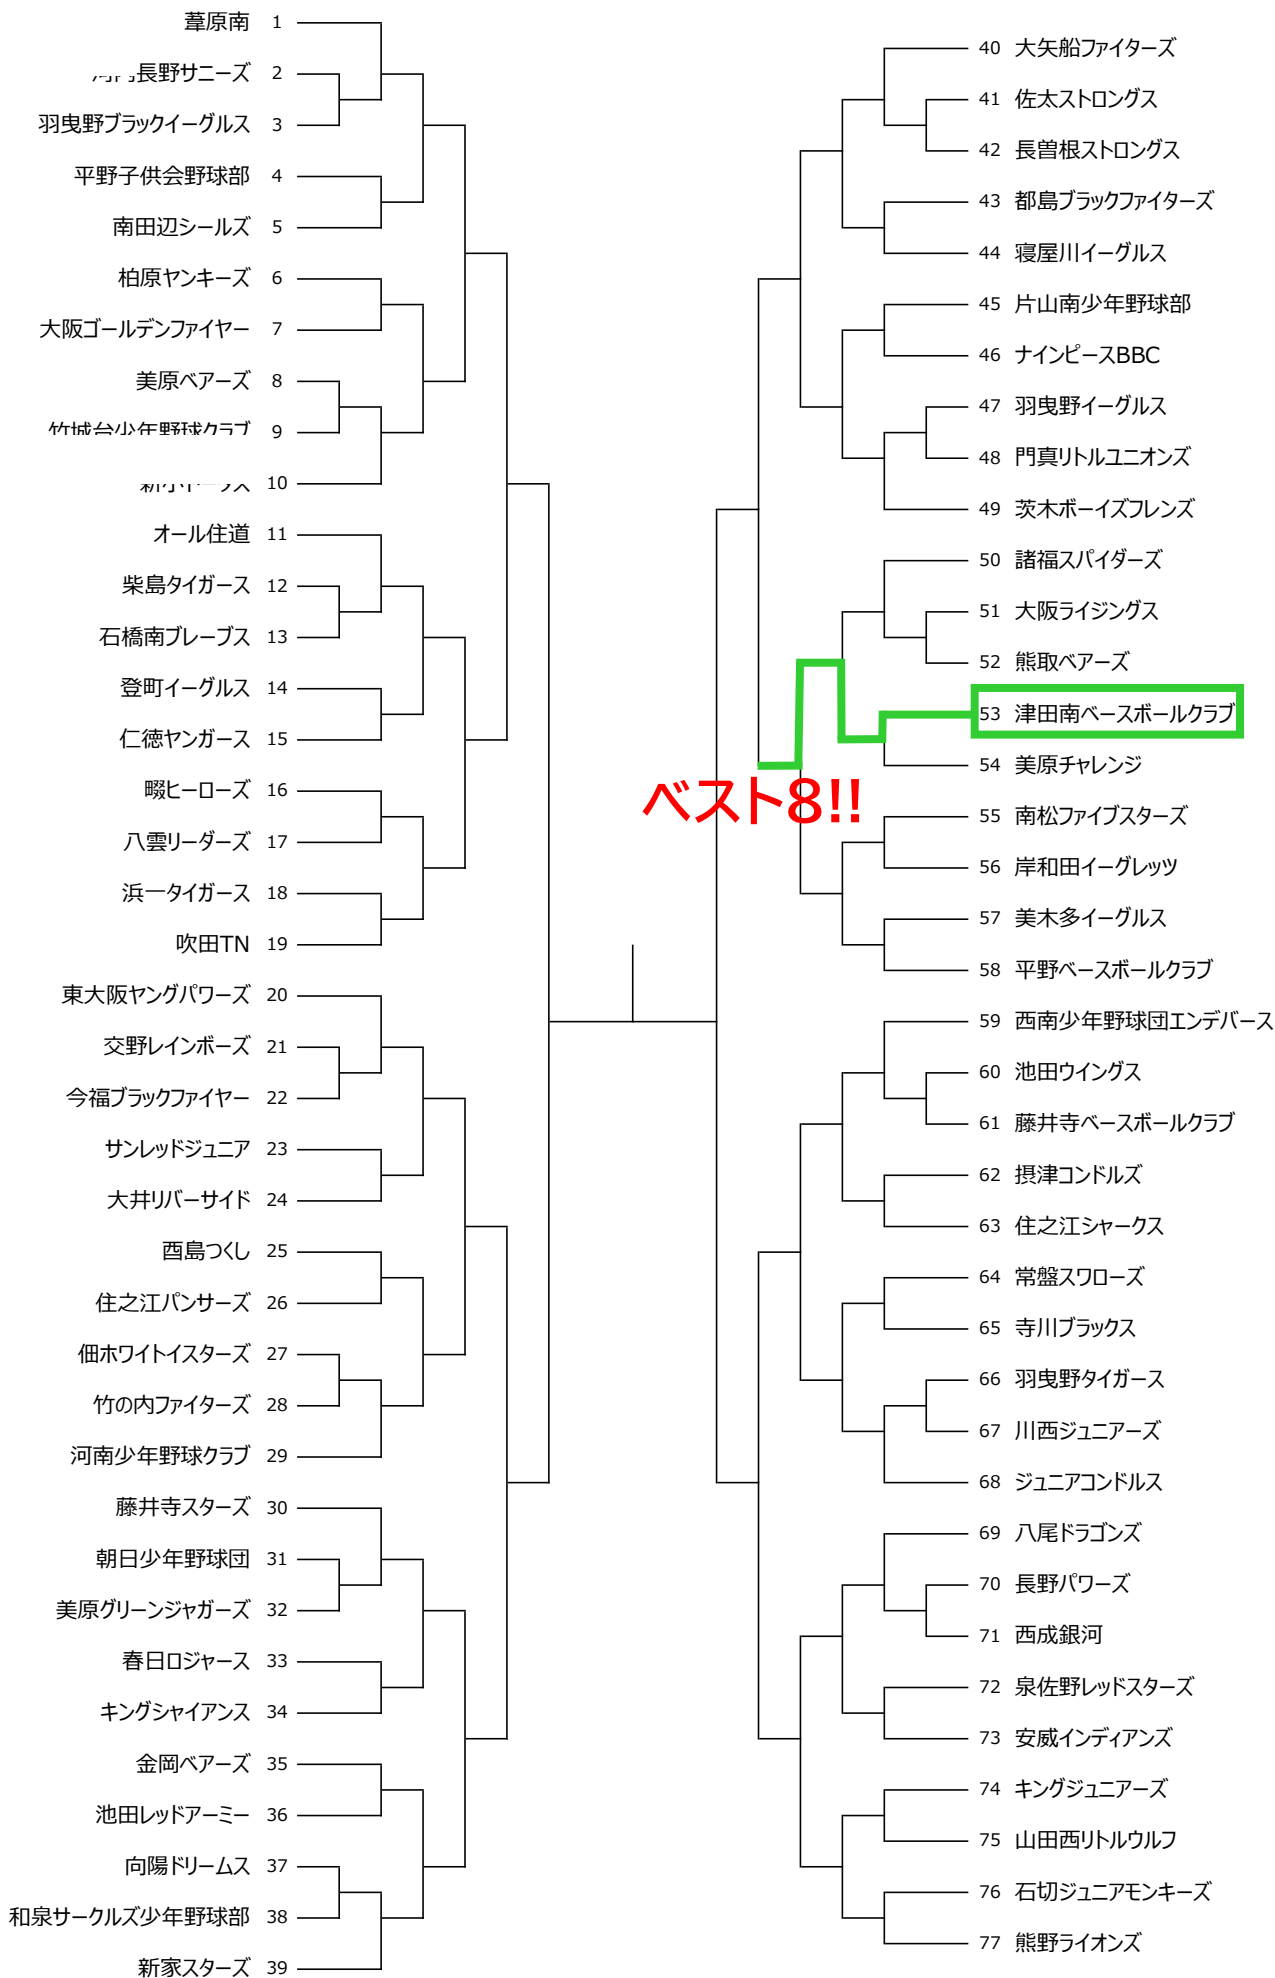 葦原南 1
長野サニーズ 2
羽曳野ブラックイーグルス 3
平野子供会野球部 4
南田辺シールズ 5
柏原ヤンキーズ 6
大阪ゴールデンファイヤー 7
美原ベアーズ 8
竹城台少年野球クラブ 9
10
オール住道 11
柴島タイガース 12
石橋南ブレーブス 13
登町イーグルス 14
仁徳ヤンガース 15
畷ヒーローズ 16
八雲リーダーズ 17
浜一タイガース 18
吹田TN 19
東大阪ヤングパワーズ 20
交野レインボーズ 21
今福ブラックファイヤー 22
サンレッドジュニア 23
大井リバーサイド 24
酉島つくし 25
住之江パンサーズ 26
佃ホワイトイスターズ 27
竹の内ファイターズ 28
河南少年野球クラブ 29
藤井寺スターズ 30
朝日少年野球団 31
美原グリーンジャガーズ 32
春日ロジャース 33
キングシャイアンス 34
金岡ベアーズ 35
池田レッドアーミー 36
向陽ドリームス 37
和泉サークルズ少年野球部 38
新家スターズ 39
40 大矢船ファイターズ
41 佐太ストロングス
42 長曽根ストロングス
43 都島ブラックファイターズ
44 寝屋川イーグルス
45 片山南少年野球部
46 ナインピースBBC
47 羽曳野イーグルス
48 門真リトルユニオンズ
49 茨木ボーイズフレンズ
50 諸福スパイダーズ
51 大阪ライジングス
52 熊取ベアーズ
53 津田南ベースボールクラブ
54 美原チャレンジ
ベスト8!!
55 南松ファイブスターズ
56 岸和田イーグレッツ
57 美木多イーグルス
58 平野ベースボールクラブ
59 西南少年野球団エンデバース
60 池田ウイングス
61 藤井寺ベースボールクラブ
62 摂津コンドルズ
63 住之江シャークス
64 常盤スワローズ
65 寺川ブラックス
66 羽曳野タイガース
67 川西ジュニアーズ
68 ジュニアコンドルス
69 八尾ドラゴンズ
70 長野パワーズ
71 西成銀河
72 泉佐野レッドスターズ
73 安威インディアンズ
74 キングジュニアーズ
75 山田西リトルウルフ
76 石切ジュニアモンキーズ
77 熊野ライオンズ